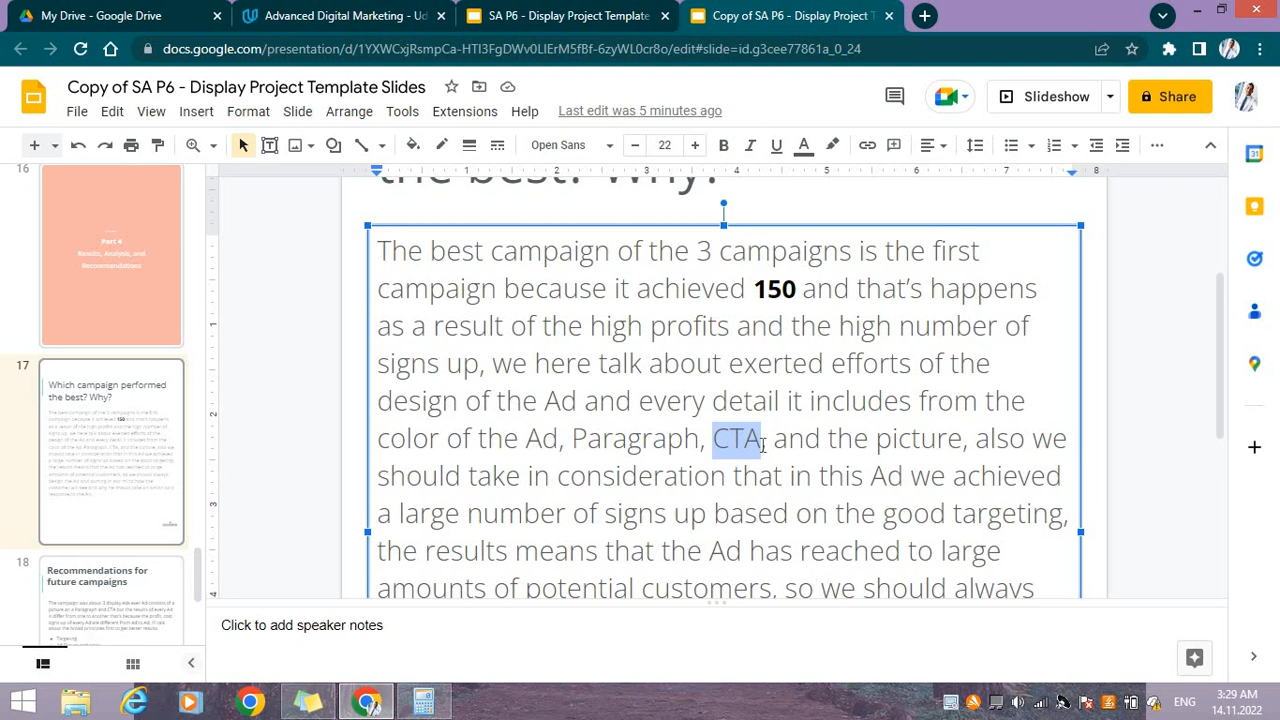 My Drive - Google Drive
Advanced Digital Marketing - Ud
SA P6 - Display Project Template
Copy of SA P6 - Display Project T
docs.google.com/presentation/d/1YXWCxjRsmpCa-HTI3FgDWv0LIErM5fBf-6zyWL0cr8o/edit#slide=id.g3cee77861a_0_24
Copy of SA P6 - Display Project Template Slides
File Edit View Insert Format Slide Arrange Tools Extensions Help Last edit was 5 minutes ago
Slideshow
Share
Open Sans
22
16
Part 4
Results, Analysis, and
Recommendations
17
Which campaign performed
the best? Why?
18
Recommendations for
future campaigns
Targeting
the best? Why?
The best campaign of the 3 campaigns is the first
campaign because it achieved 150 and that's happens
as a result of the high profits and the high number of
signs up, we here talk about exerted efforts of the
design of the Ad and every detail it includes from the
color of the Ad Paragraph, CTA, and the picture, also we
should take in consideration that in this Ad we achieved
a large number of signs up based on the good targeting,
the results means that the Ad has reached to large
amounts of potential customers, so we should always
Click to add speaker notes
ENG
3:29 AM
14.11.2022